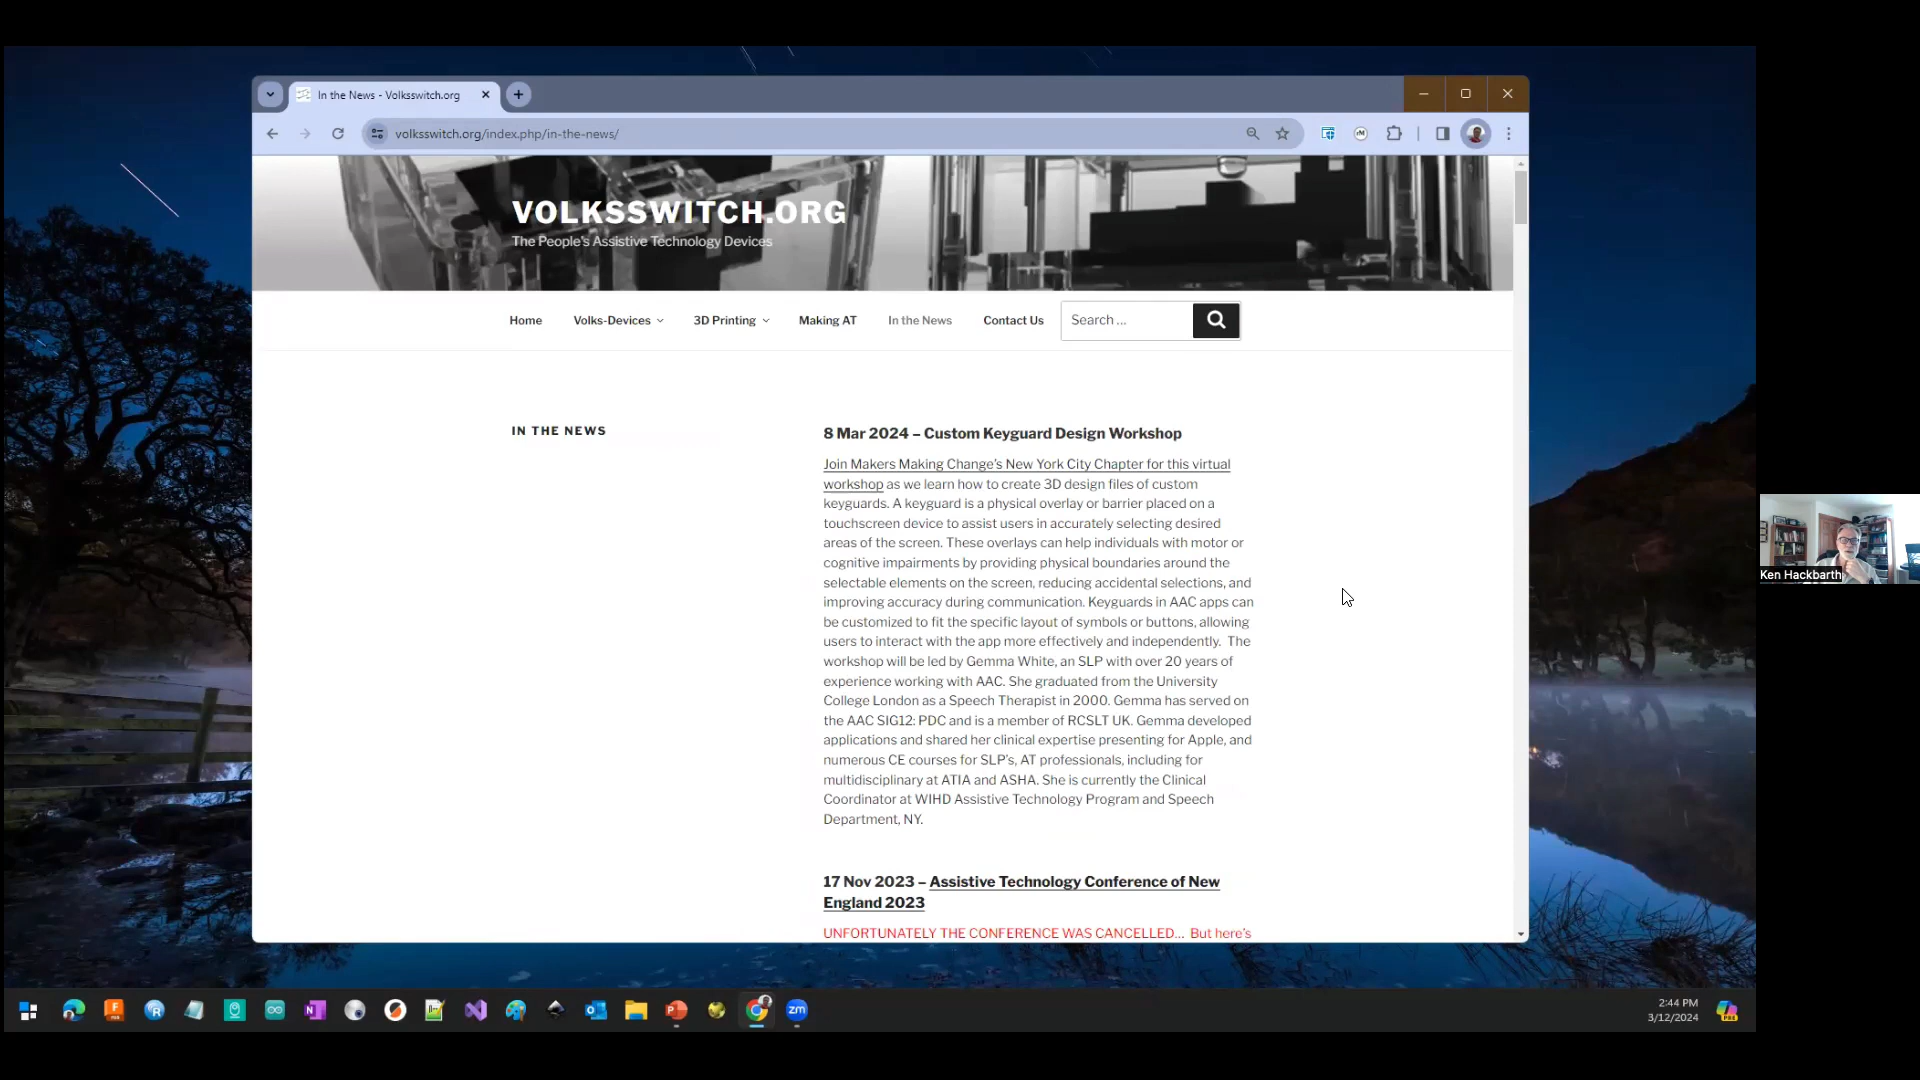 In the News - Volksswitch.org
volksswitch.org/index.php/in-the-news/
VOLKSSWITCH.ORG
The People's Assistive Technology Devices
Home Volks-Devices 3D Printing Making AT In the News Contact Us Search ...
IN THE NEWS
8 Mar 2024 – Custom Keyguard Design Workshop
Join Makers Making Change's New York City Chapter for this virtual
workshop as we learn how to create 3D design files of custom
keyguards. A keyguard is a physical overlay or barrier placed on a
touchscreen device to assist users in accurately selecting desired
areas of the screen. These overlays can help individuals with motor or
cognitive impairments by providing physical boundaries around the
selectable elements on the screen, reducing accidental selections, and
improving accuracy during communication. Keyguards in AAC apps can
be customized to fit the specific layout of symbols or buttons, allowing
users to interact with the app more effectively and independently. The
workshop will be led by Gemma White, an SLP with over 20 years of
experience working with AAC. She graduated from the University
College London as a Speech Therapist in 2000. Gemma has served on
the AAC SIG12: PDC and is a member of RCSLT UK. Gemma developed
applications and shared her clinical expertise presenting for Apple, and
numerous CE courses for SLP's, AT professionals, including for
multidisciplinary at ATIA and ASHA. She is currently the Clinical
Coordinator at WIHD Assistive Technology Program and Speech
Department, NY.
17 Nov 2023 – Assistive Technology Conference of New
England 2023
UNFORTUNATELY THE CONFERENCE WAS CANCELLED... But here's
Ken Hackbarth
zm
2:44 PM
3/12/2024